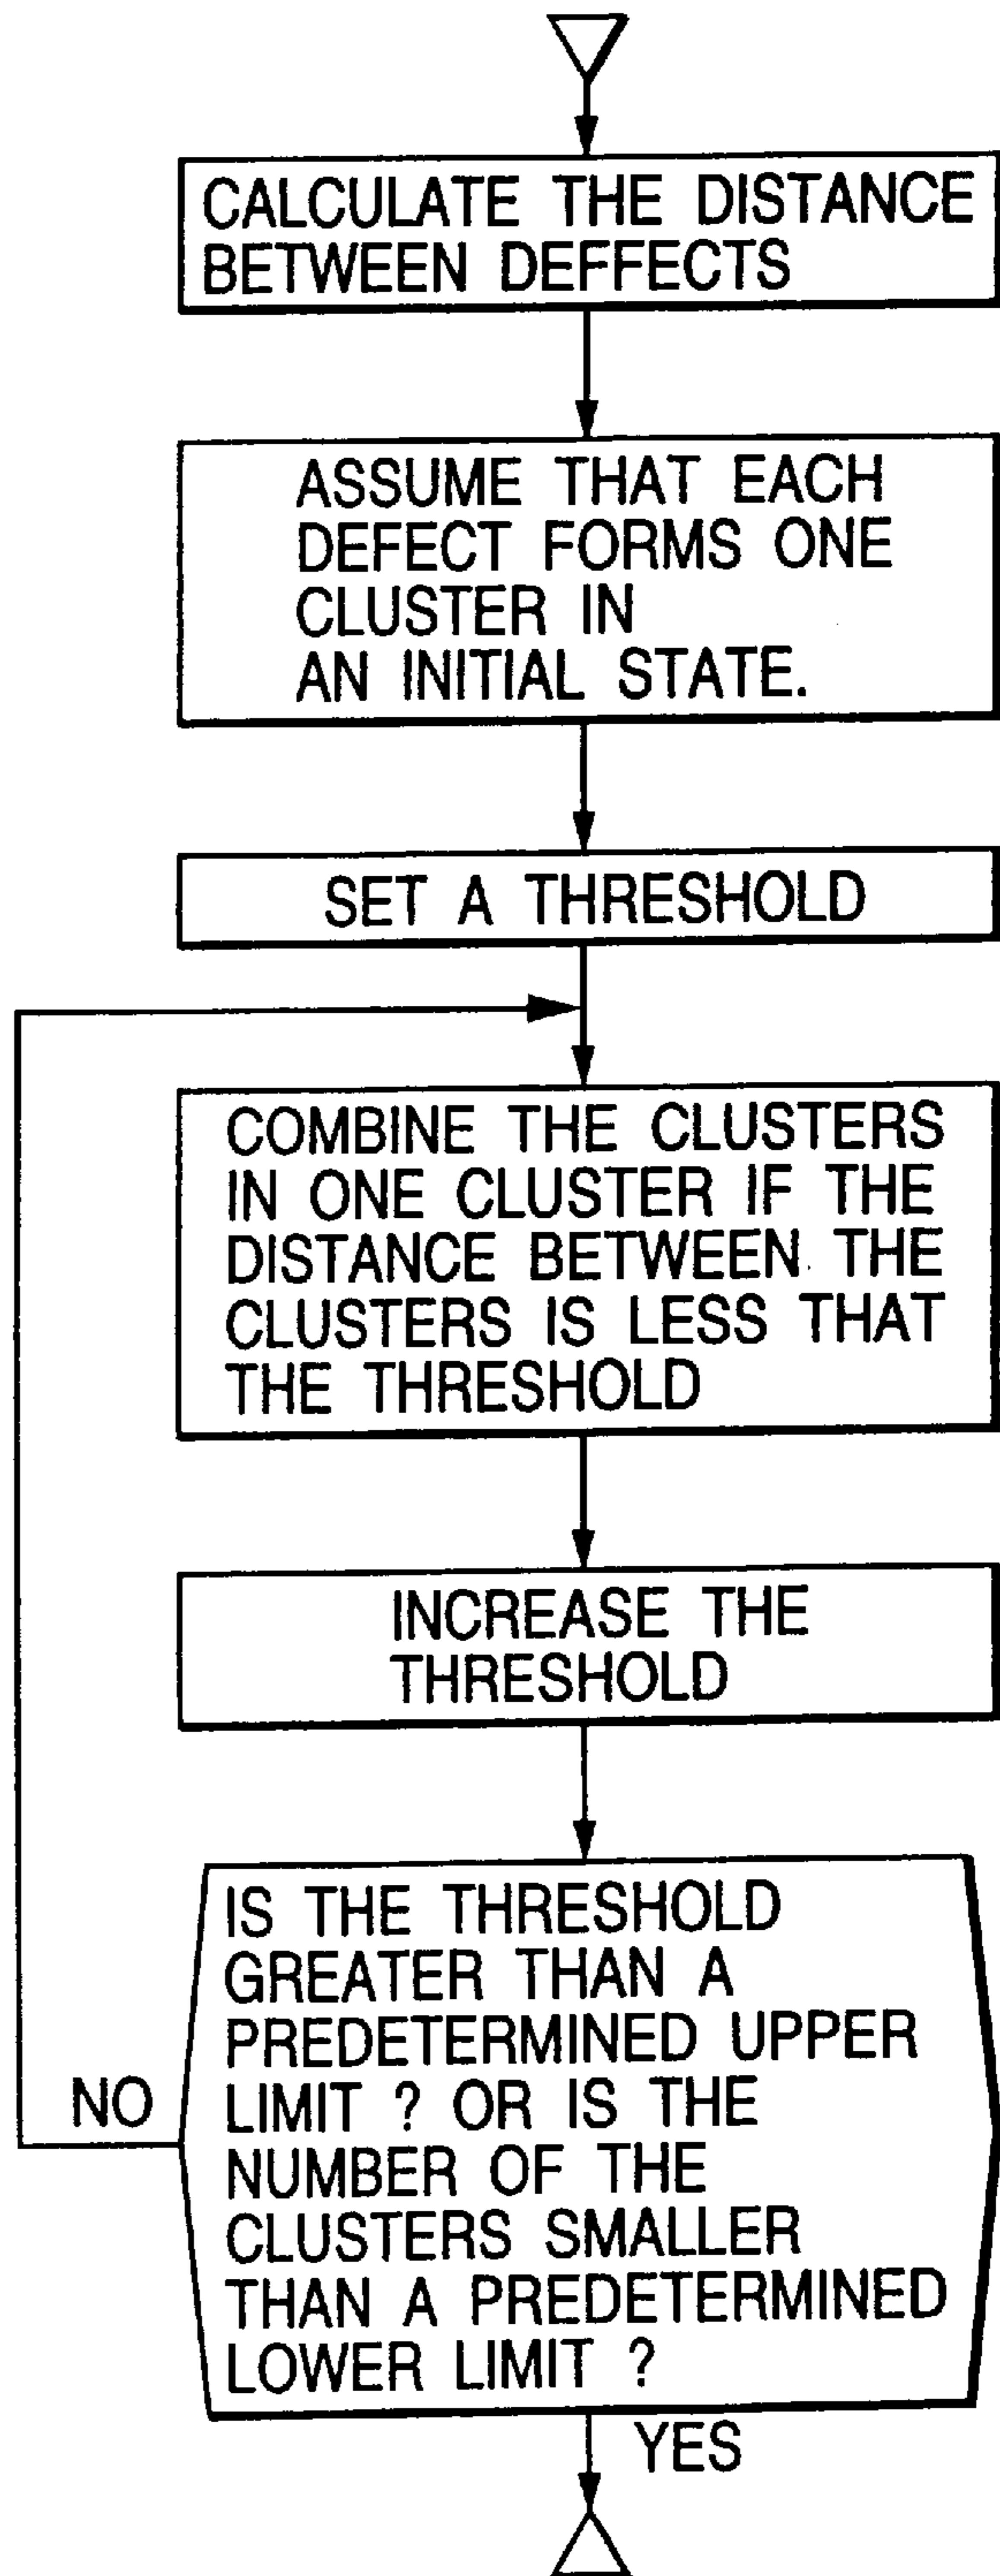 CALCULATE THE DISTANCE
BETWEEN DEFFECTS
ASSUME THAT EACH
DEFECT FORMS ONE
CLUSTER IN
AN INITIAL STATE.
SET A THRESHOLD
COMBINE THE CLUSTERS
IN ONE CLUSTER IF THE
DISTANCE BETWEEN THE
CLUSTERS IS LESS THAT
THE THRESHOLD
INCREASE THE
THRESHOLD
IS THE THRESHOLD
GREATER THAN A
PREDETERMINED UPPER
LIMIT ? OR IS THE
NUMBER OF THE
CLUSTERS SMALLER
THAN A PREDETERMINED
LOWER LIMIT ?
NO
YES